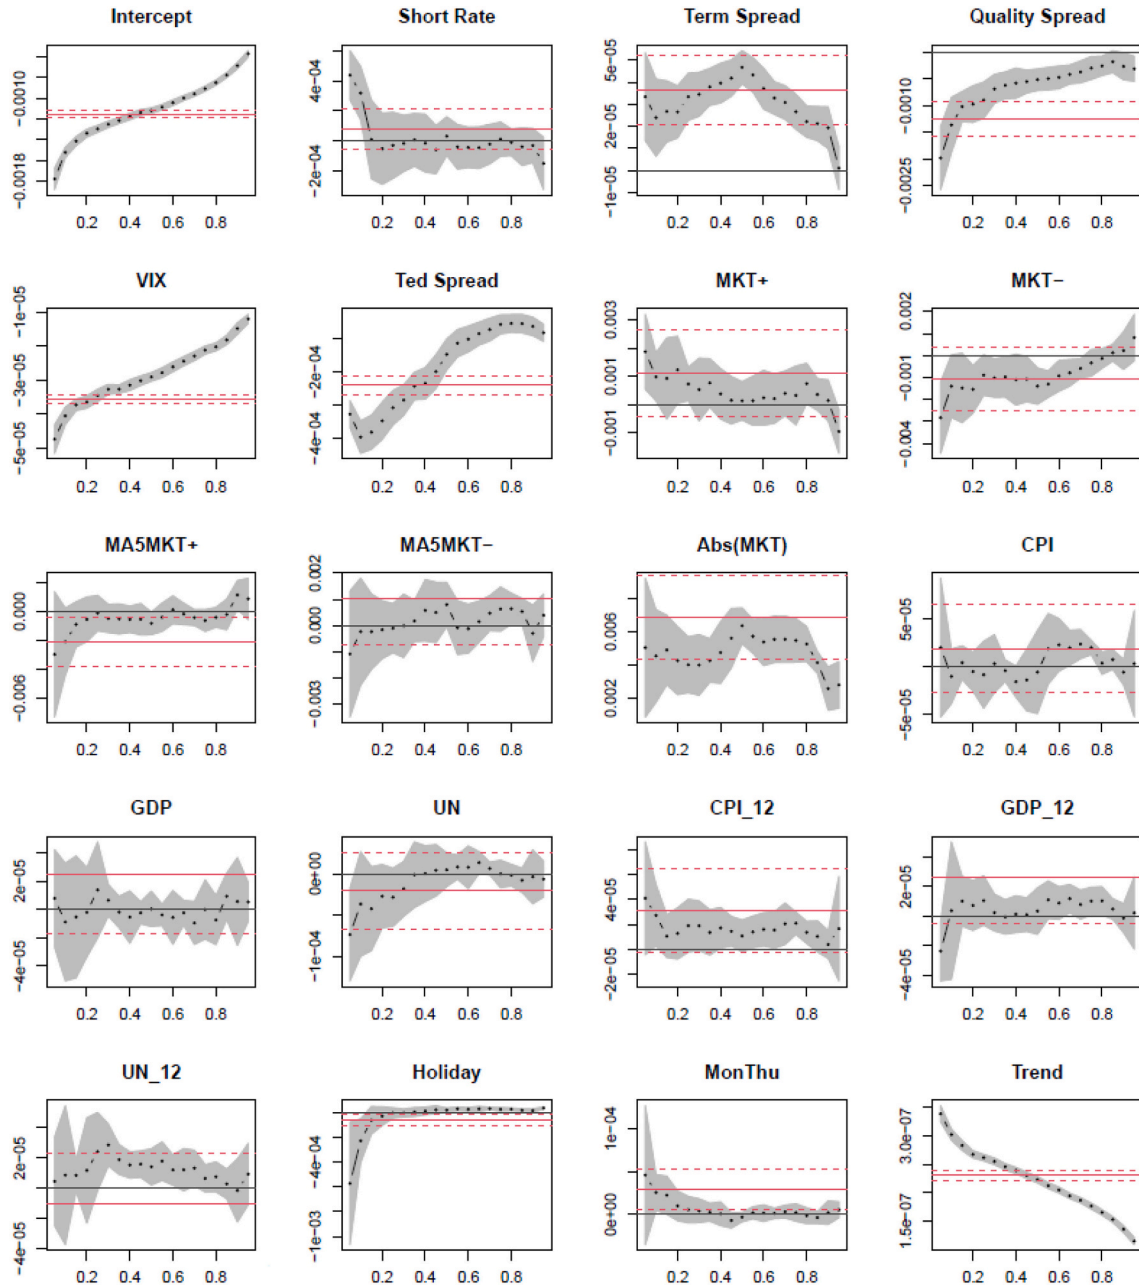 Intercept Short Rate Term Spread Quality Spread
−0.0018 −0.0010
−2e−04 4e−04
−1e−05 2e−05 5e−05
−0.0025 −0.0010
0.2 0.4 0.6 0.8 0.2 0.4 0.6 0.8 0.2 0.4 0.6 0.8 0.2 0.4 0.6 0.8
VIX Ted Spread MKT+ MKT−
−5e−05 −3e−05 −1e−05
−4e−04 −2e−04
−0.001 0.001 0.003
−0.004 −0.001 0.002
0.2 0.4 0.6 0.8 0.2 0.4 0.6 0.8 0.2 0.4 0.6 0.8 0.2 0.4 0.6 0.8
MA5MKT+ MA5MKT− Abs(MKT) CPI
−0.006 0.000
−0.003 0.000 0.002
0.002 0.006
−5e−05 5e−05
0.2 0.4 0.6 0.8 0.2 0.4 0.6 0.8 0.2 0.4 0.6 0.8 0.2 0.4 0.6 0.8
GDP UN CPI_12 GDP_12
−4e−05 2e−05
−1e−04 0e+00
−2e−05 4e−05
−4e−05 2e−05
0.2 0.4 0.6 0.8 0.2 0.4 0.6 0.8 0.2 0.4 0.6 0.8 0.2 0.4 0.6 0.8
UN_12 Holiday MonThu Trend
−4e−05 2e−05
−1e−03 −4e−04
0e+00 1e−04
1.5e−07 3.0e−07
0.2 0.4 0.6 0.8 0.2 0.4 0.6 0.8 0.2 0.4 0.6 0.8 0.2 0.4 0.6 0.8